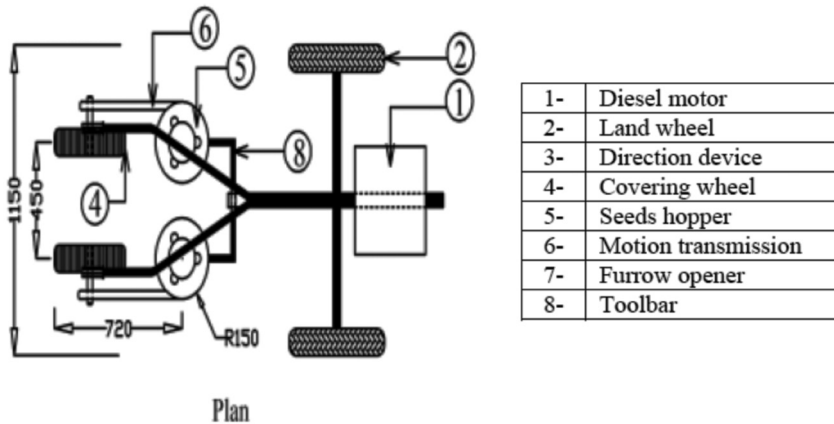 6
5
2
1
8
4
1150
450
720
R150
Plan
1- Diesel motor
2- Land wheel
3- Direction device
4- Covering wheel
5- Seeds hopper
6- Motion transmission
7- Furrow opener
8- Toolbar